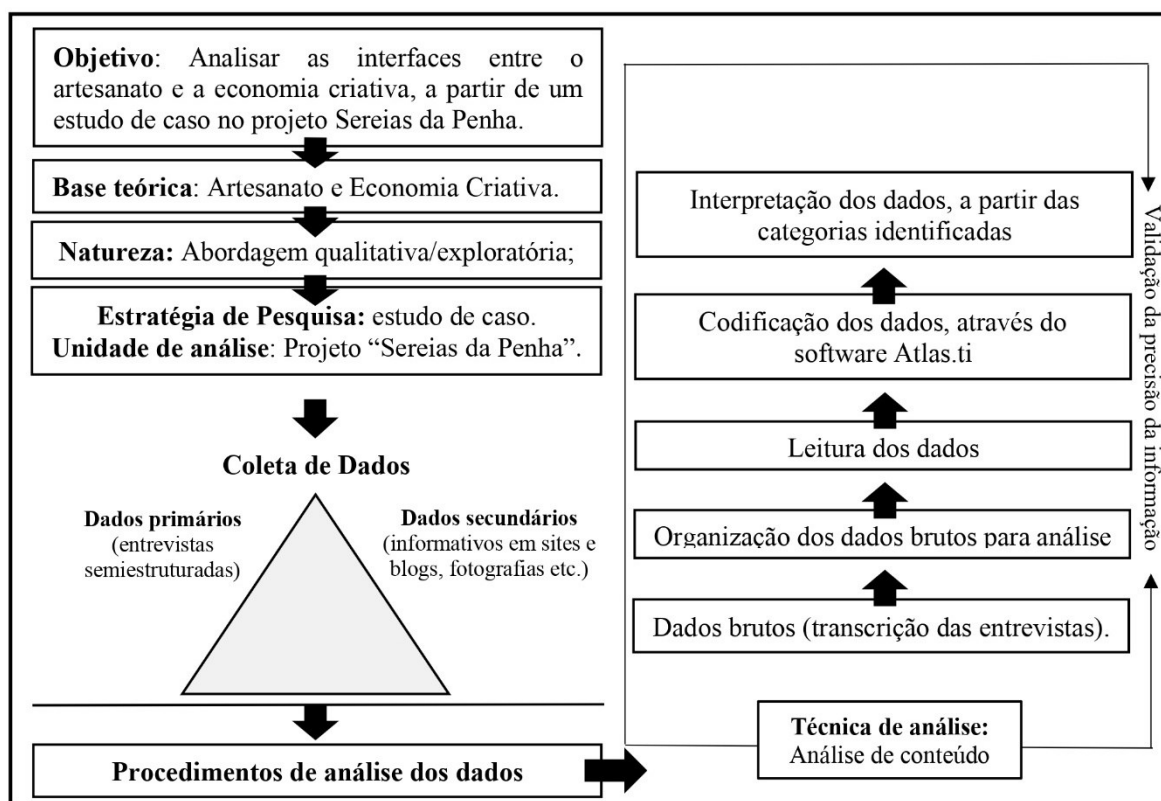 Objetivo: Analisar as interfaces entre o
artesanato e a economia criativa, a partir de um
estudo de caso no projeto Sereias da Penha.
Base teórica: Artesanato e Economia Criativa.
Natureza: Abordagem qualitativa/exploratória;
Estratégia de Pesquisa: estudo de caso.
Unidade de análise: Projeto “Sereias da Penha”.
Coleta de Dados
Dados primários
(entrevistas
semiestruturadas)
Dados secundários
(informativos em sites e
blogs, fotografias etc.)
Procedimentos de análise dos dados
Técnica de análise:
Análise de conteúdo
Dados brutos (transcrição das entrevistas).
Organização dos dados brutos para análise
Leitura dos dados
Codificação dos dados, através do
software Atlas.ti
Interpretação dos dados, a partir das
categorias identificadas
Validação da precisão da informação